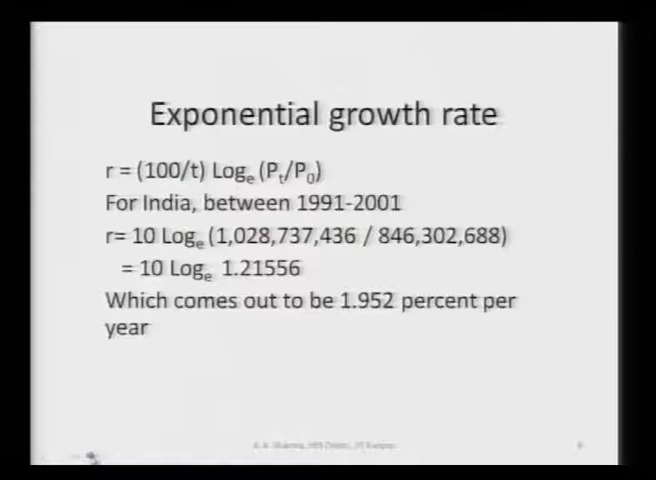 Exponential growth rate
r = (100/t) Logₑ (Pₜ/P₀)
For India, between 1991-2001
r= 10 Logₑ (1,028,737,436 / 846,302,688)
= 10 Logₑ 1.21556
Which comes out to be 1.952 percent per
year